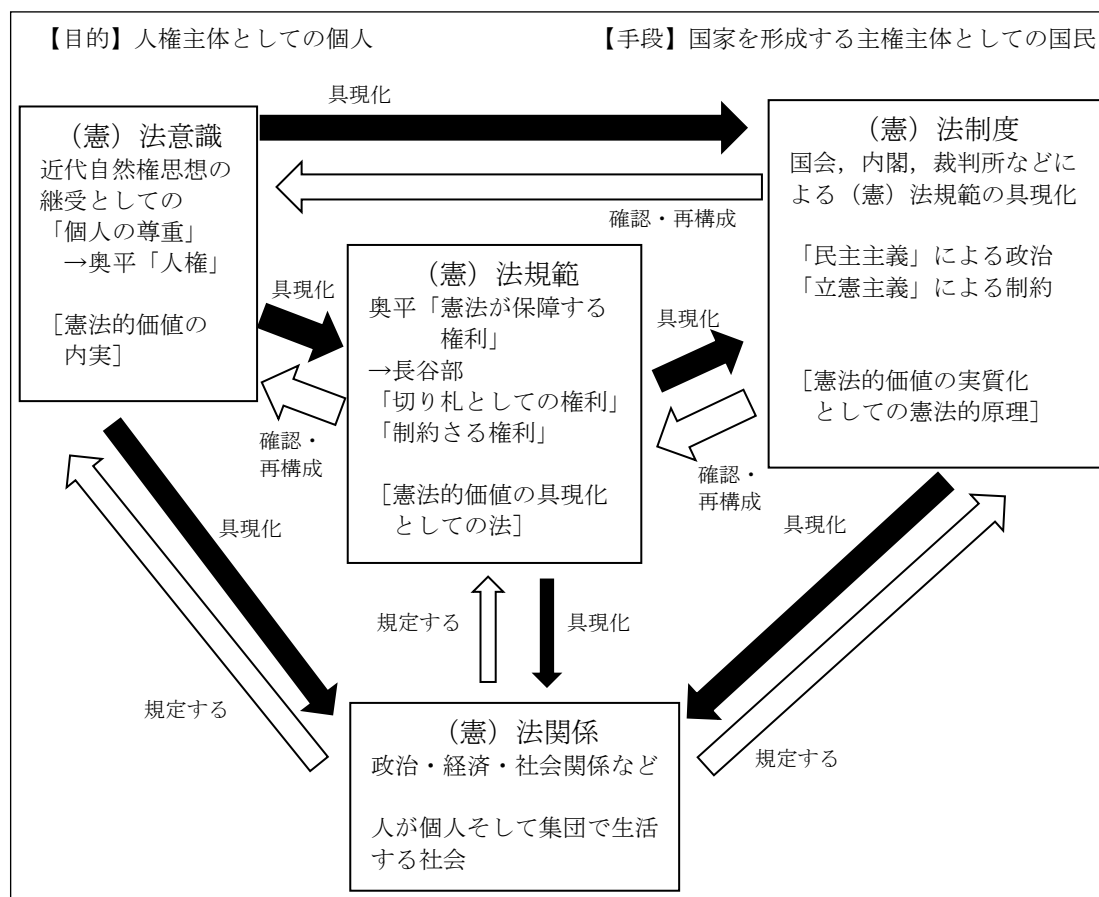 【目的】人権主体としての個人
【手段】国家を形成する主権主体としての国民
具現化
（憲）法意識
近代自然権思想の
継受としての
「個人の尊重」
→奥平「人権」
［憲法的価値の
内実］
（憲）法制度
国会，内閣，裁判所などに
よる（憲）法規範の具現化
「民主主義」による政治
「立憲主義」による制約
［憲法的価値の実質化
としての憲法的原理］
確認・再構成
具現化
（憲）法規範
奥平「憲法が保障する
権利」
→長谷部
「切り札としての権利」
「制約さる権利」
［憲法的価値の具現化
としての法］
具現化
確認・
再構成
確認・
再構成
具現化
具現化
規定する
具現化
規定する
規定する
（憲）法関係
政治・経済・社会関係など
人が個人そして集団で生活
する社会